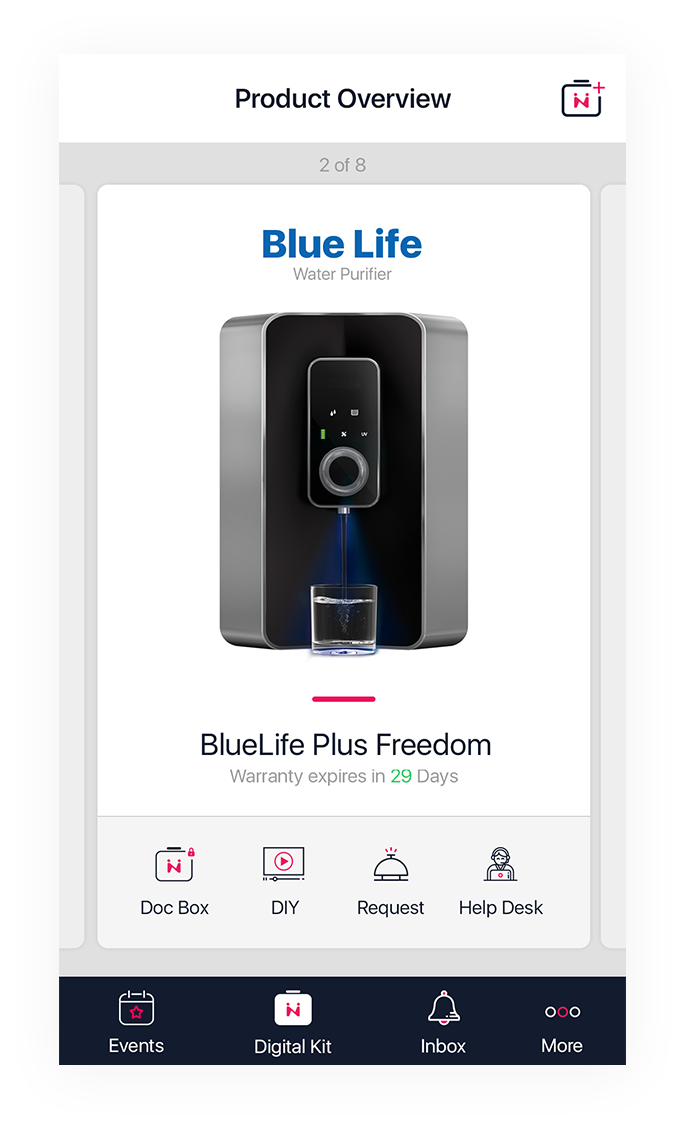 Product Overview
2 of 8
Blue Life
Water Purifier
UV
BlueLife Plus Freedom
Warranty expires in 29 Days
Doc Box
DIY
Request
Help Desk
Events
Digital Kit
Inbox
More